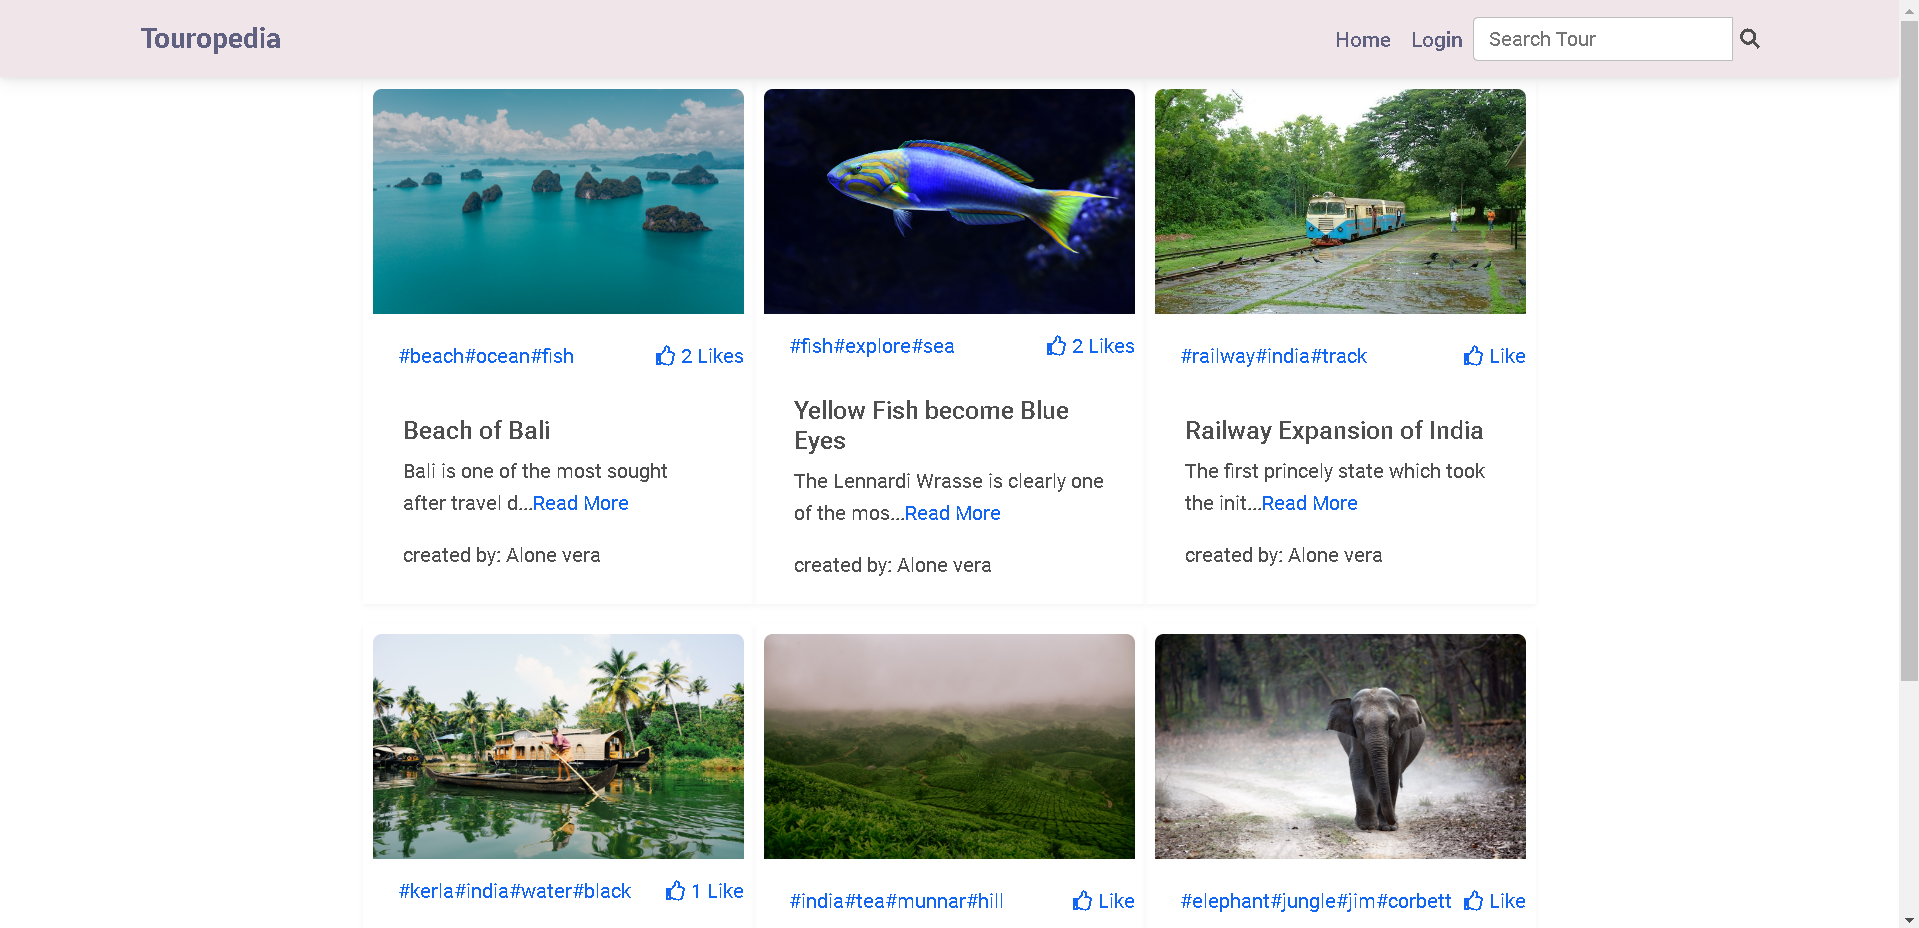 Touropedia
Home Login Search Tour
#beach#ocean#fish 2 Likes
Beach of Bali
Bali is one of the most sought
after travel d...Read More
created by: Alone vera
#fish#explore#sea 2 Likes
Yellow Fish become Blue
Eyes
The Lennardi Wrasse is clearly one
of the mos...Read More
created by: Alone vera
#railway#india#track Like
Railway Expansion of India
The first princely state which took
the init...Read More
created by: Alone vera
#kerla#india#water#black 1 Like
#india#tea#munnar#hill Like
#elephant#jungle#jim#corbett Like